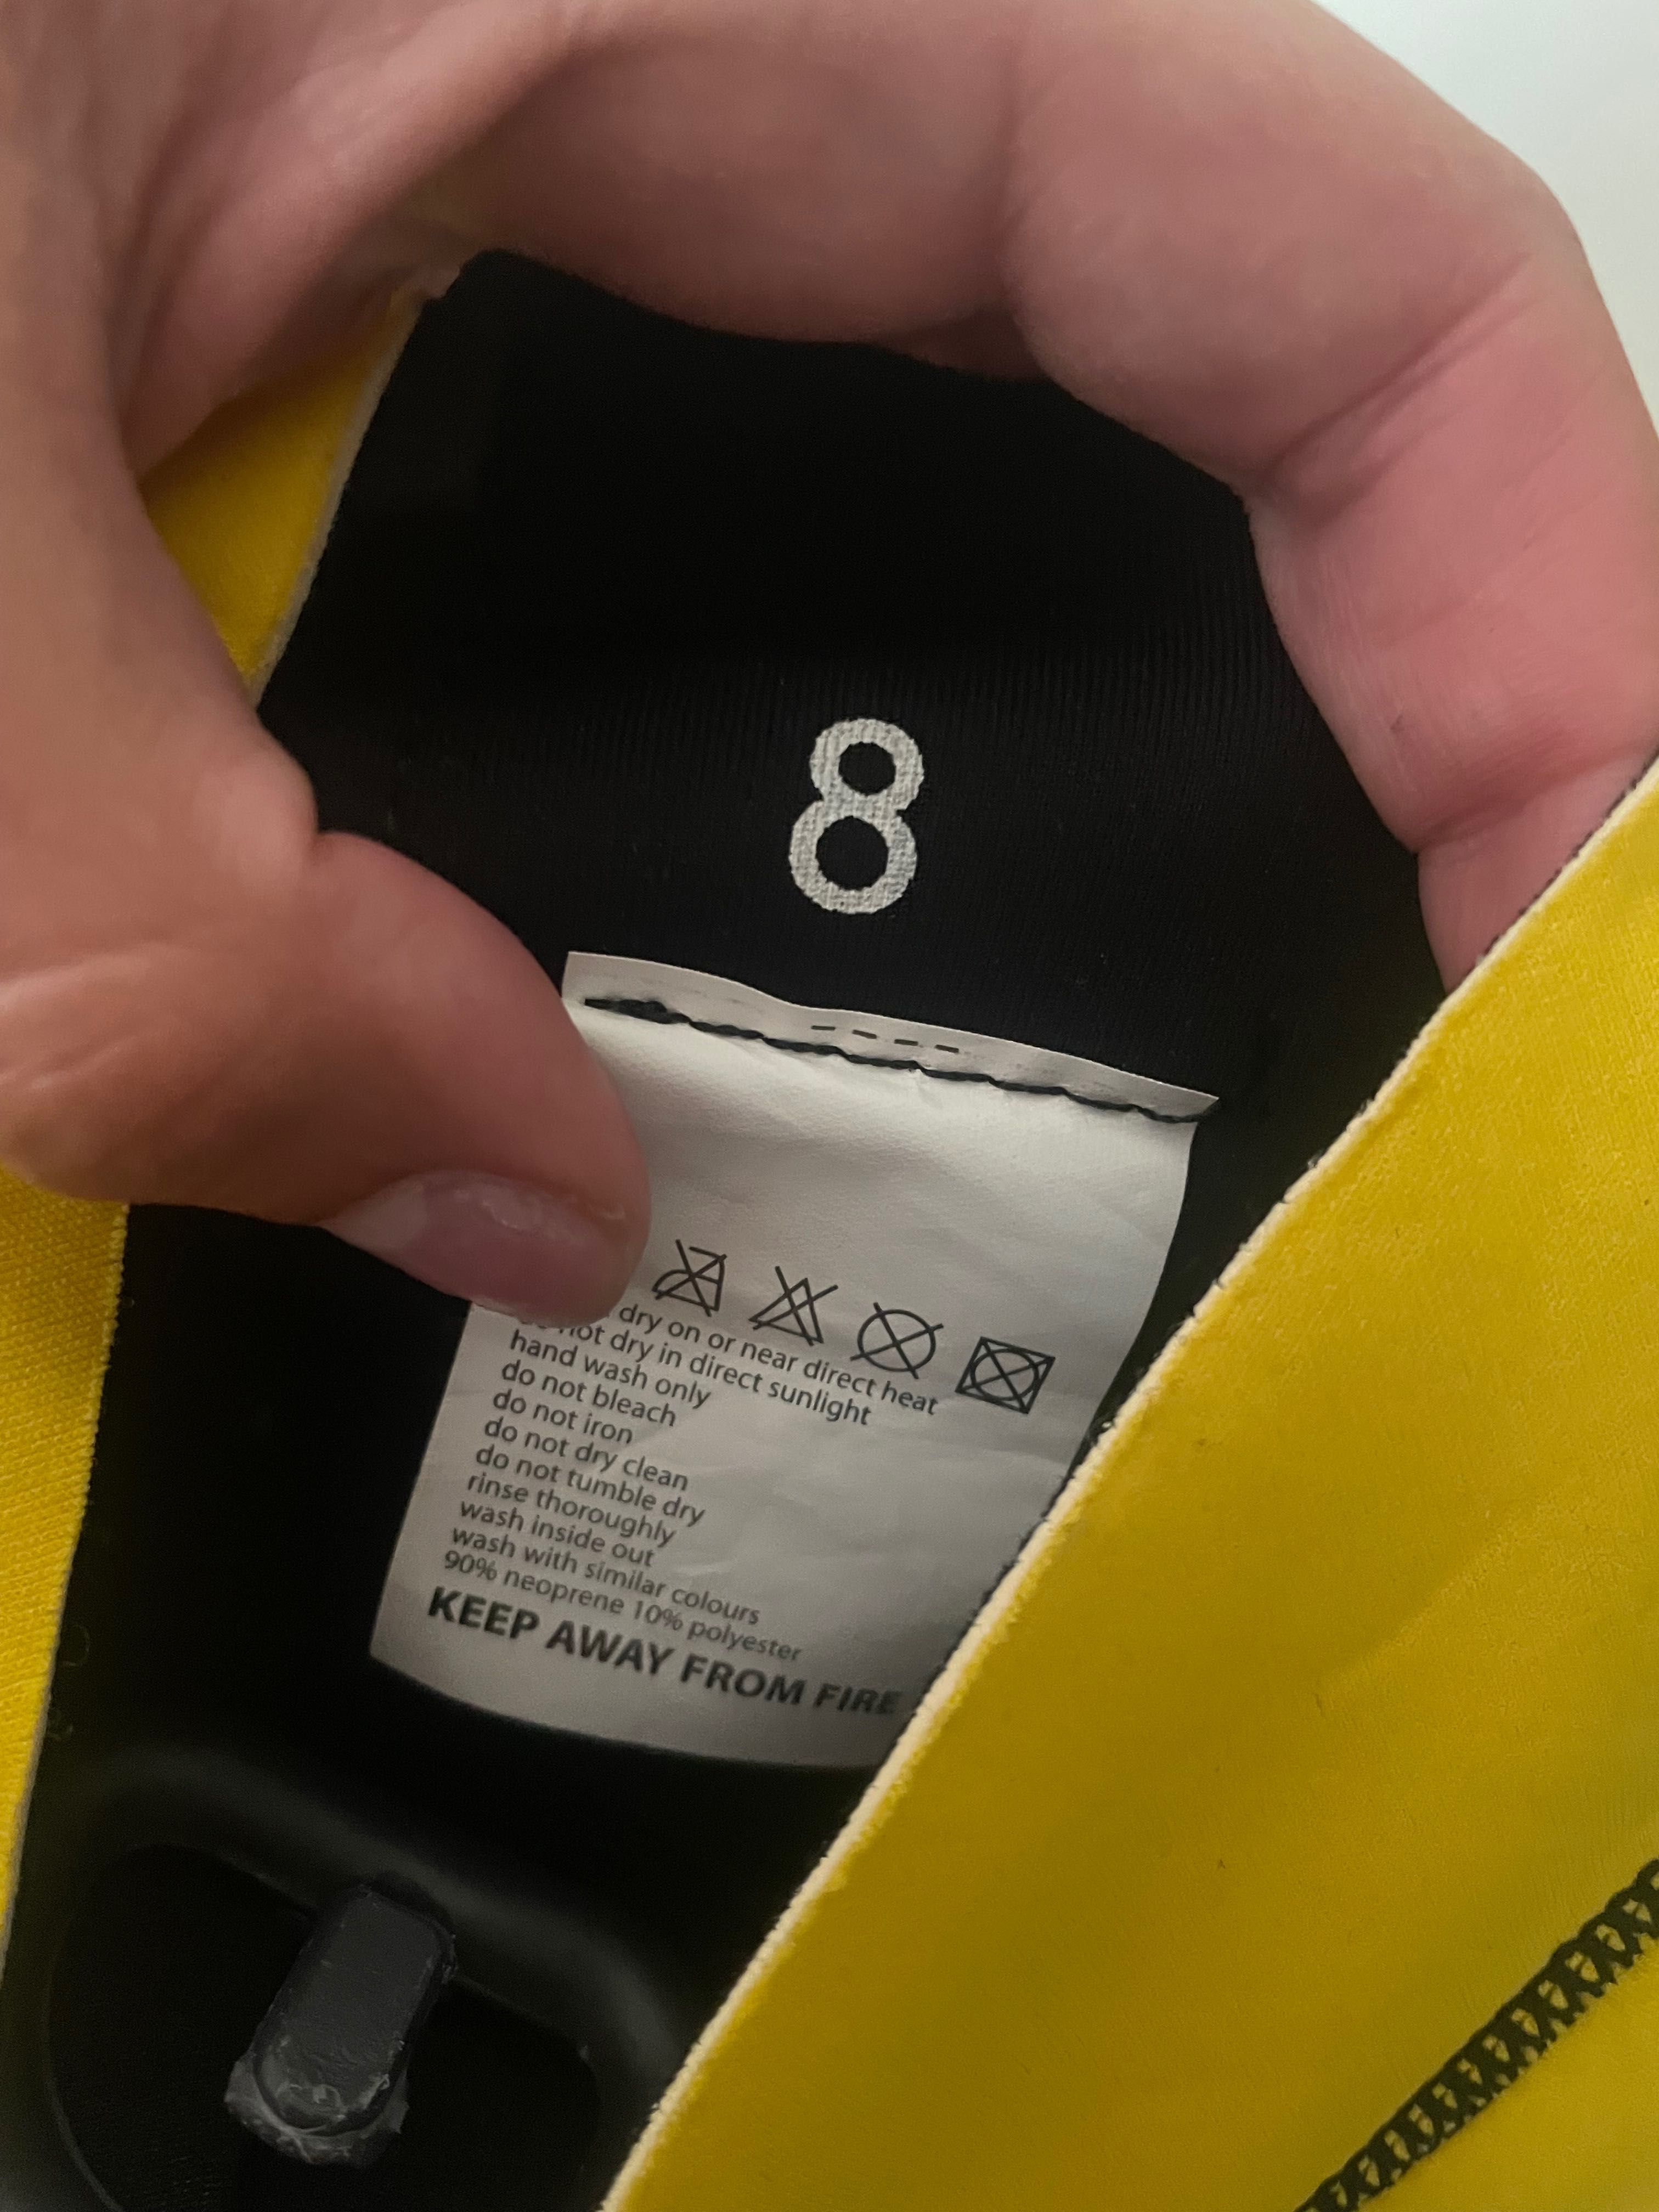 8
dry on or near direct heat
not dry in direct sunlight
hand wash only
do not bleach
do not iron
do not dry clean
do not tumble dry
rinse thoroughly
wash inside out
wash with similar colours
90% neoprene 10% polyester
KEEP AWAY FROM FIRE